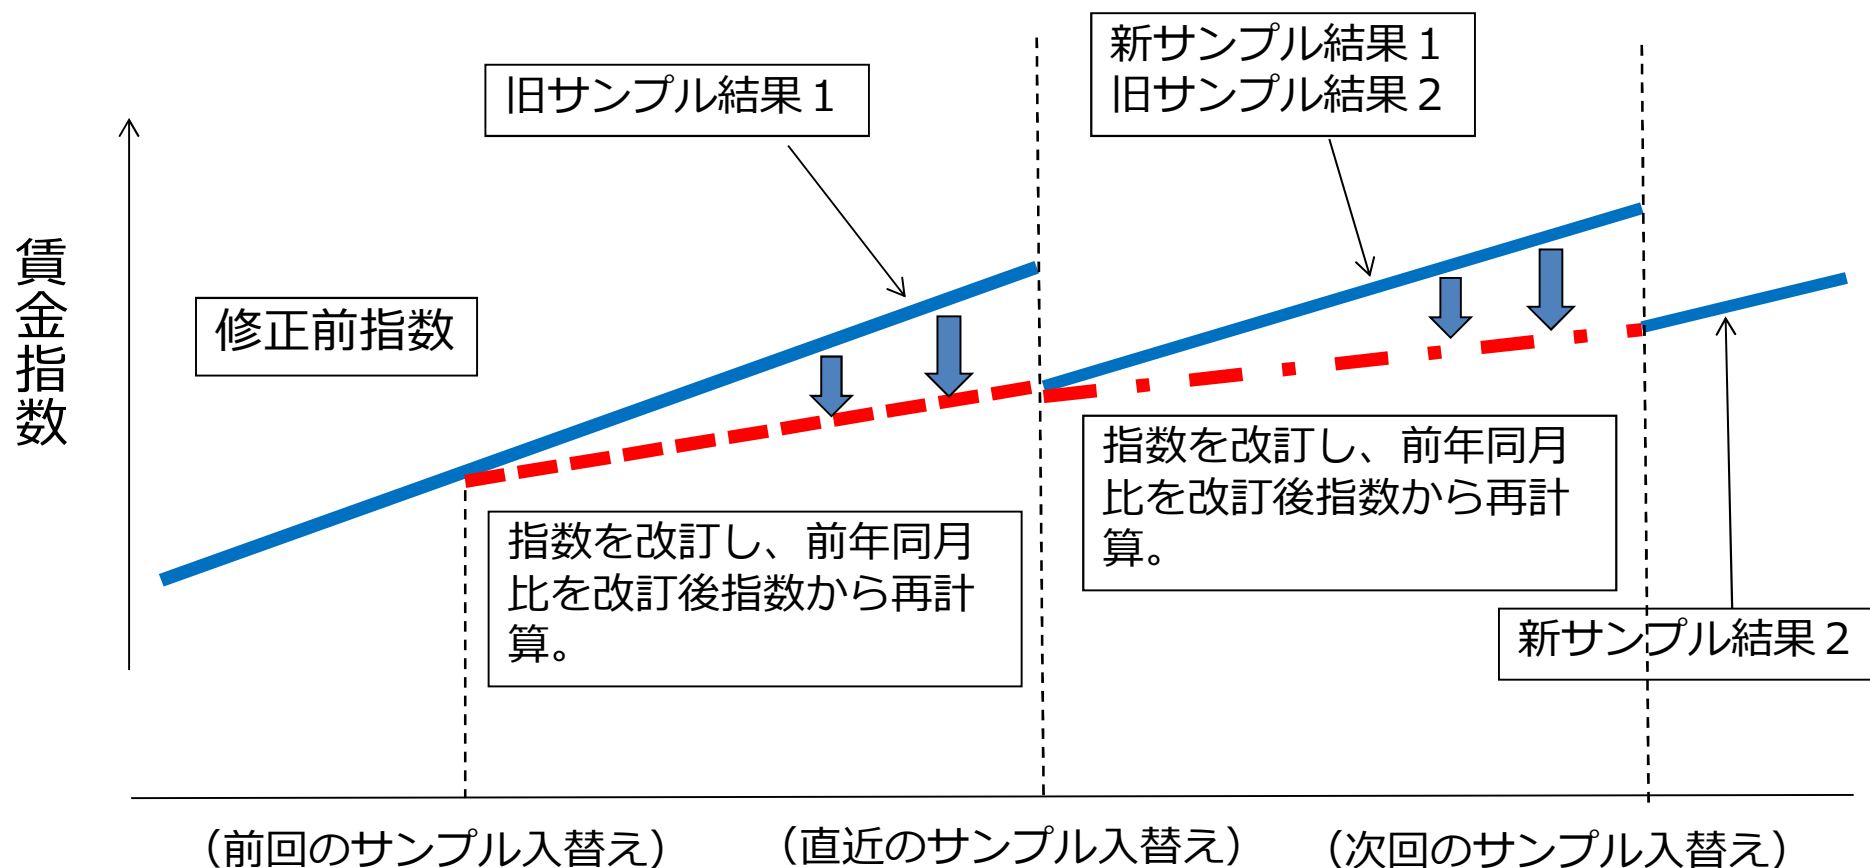 新サンプル結果１
旧サンプル結果２
旧サンプル結果１
賃金指数
修正前指数
指数を改訂し、前年同月
比を改訂後指数から再計
算。
指数を改訂し、前年同月
比を改訂後指数から再計
算。
新サンプル結果２
（前回のサンプル入替え）
（直近のサンプル入替え）
（次回のサンプル入替え）